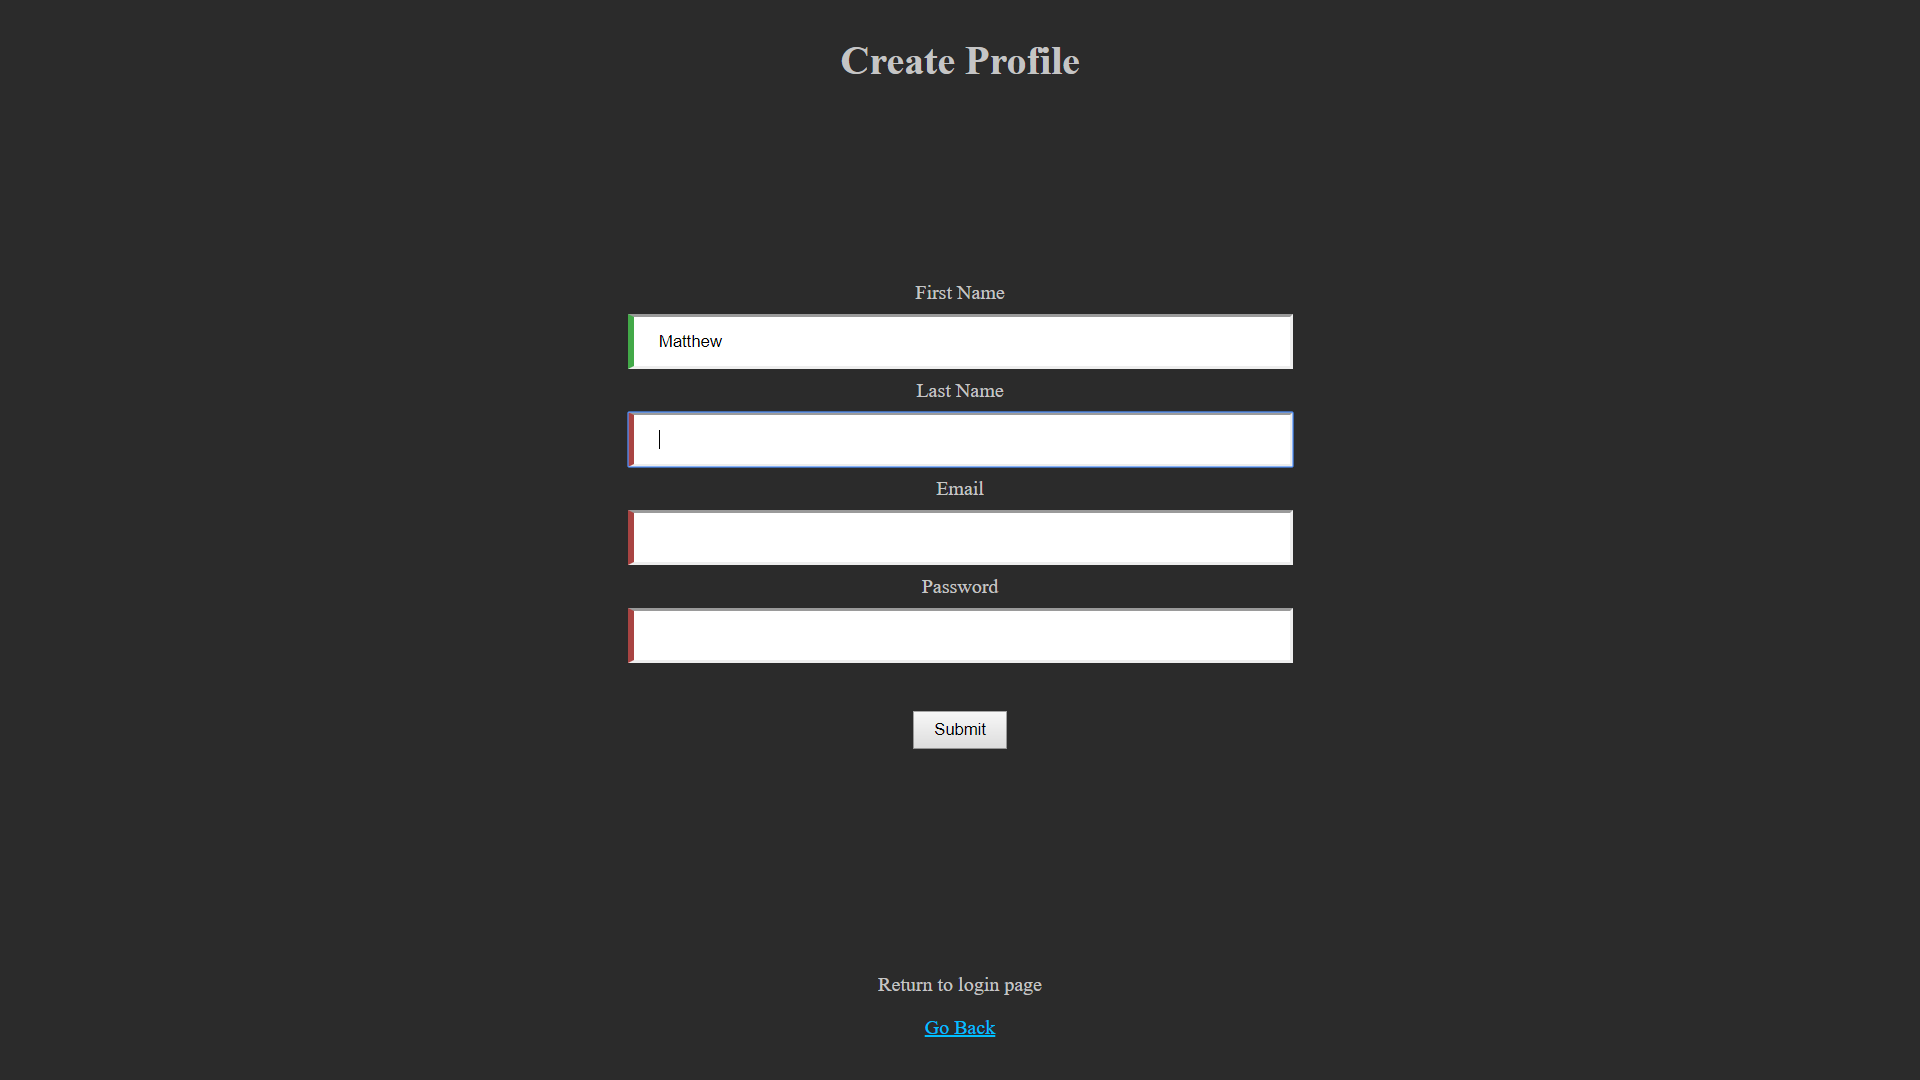 Create Profile
First Name
Matthew
Last Name
Email
Password
Submit
Return to login page
Go Back